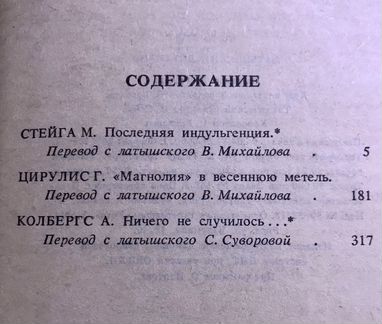 СОДЕРЖАНИЕ
СТЕЙГА М. Последняя индульгенция.*
Перевод с латышского В. Михайлова . 5
ЦИРУЛИС Г. «Магнолия» в весеннюю метель.
Перевод с латышского В. Михайлова . 181
КОЛБЕРГС А. Ничего не случилось...*
Перевод с латышского С. Суворовой . 317